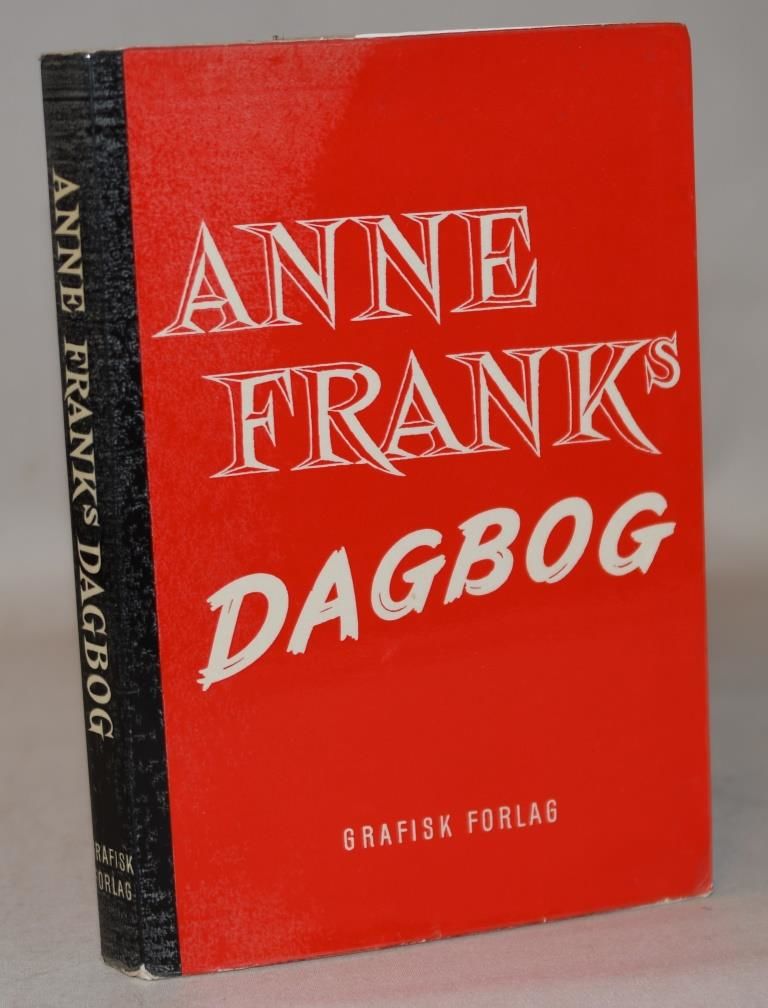 ANNE
FRANKS
DAGBOG
GRAFISK FORLAG
ANNE FRANKS DAGBOG
GRAFISK
FORLAG